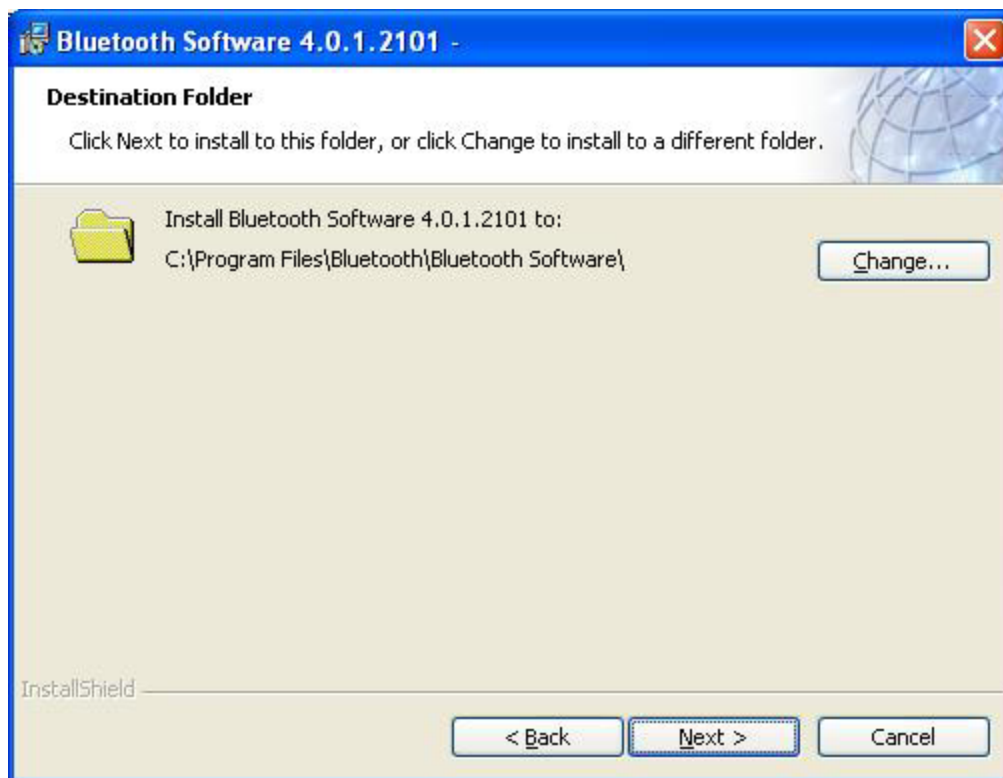 Bluetooth Software 4.0.1.2101 -
Destination Folder
Click Next to install to this folder, or click Change to install to a different folder.
Install Bluetooth Software 4.0.1.2101 to:
C:\Program Files\Bluetooth\Bluetooth Software\
Change...
InstallShield
< Back Next > Cancel